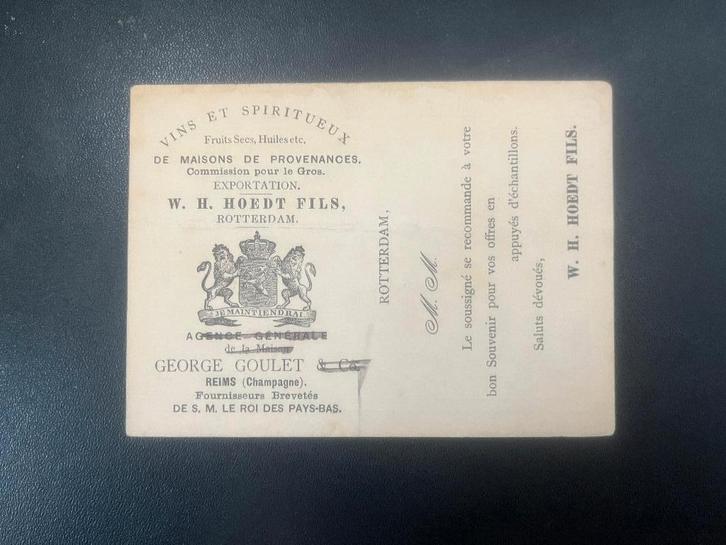 VINS ET SPIRITUEUX
Fruits Secs, Huiles etc.
DE MAISONS DE PROVENANCES.
Commission pour le Gros.
EXPORTATION.
W. H. HOEDT FILS,
ROTTERDAM.
JE MAINTIENDRAI
AGENCE GÉNÉRALE
de la Maison
GEORGE GOULET & Co.
REIMS (Champagne).
Fournisseurs Brevetés
DE S. M. LE ROI DES PAYS-BAS.
ROTTERDAM,
M. M.
Le soussigné se recommande à votre
bon Souvenir pour vos offres en
appuyés d'échantillons.
Saluts dévoués,
W. H. HOEDT FILS.